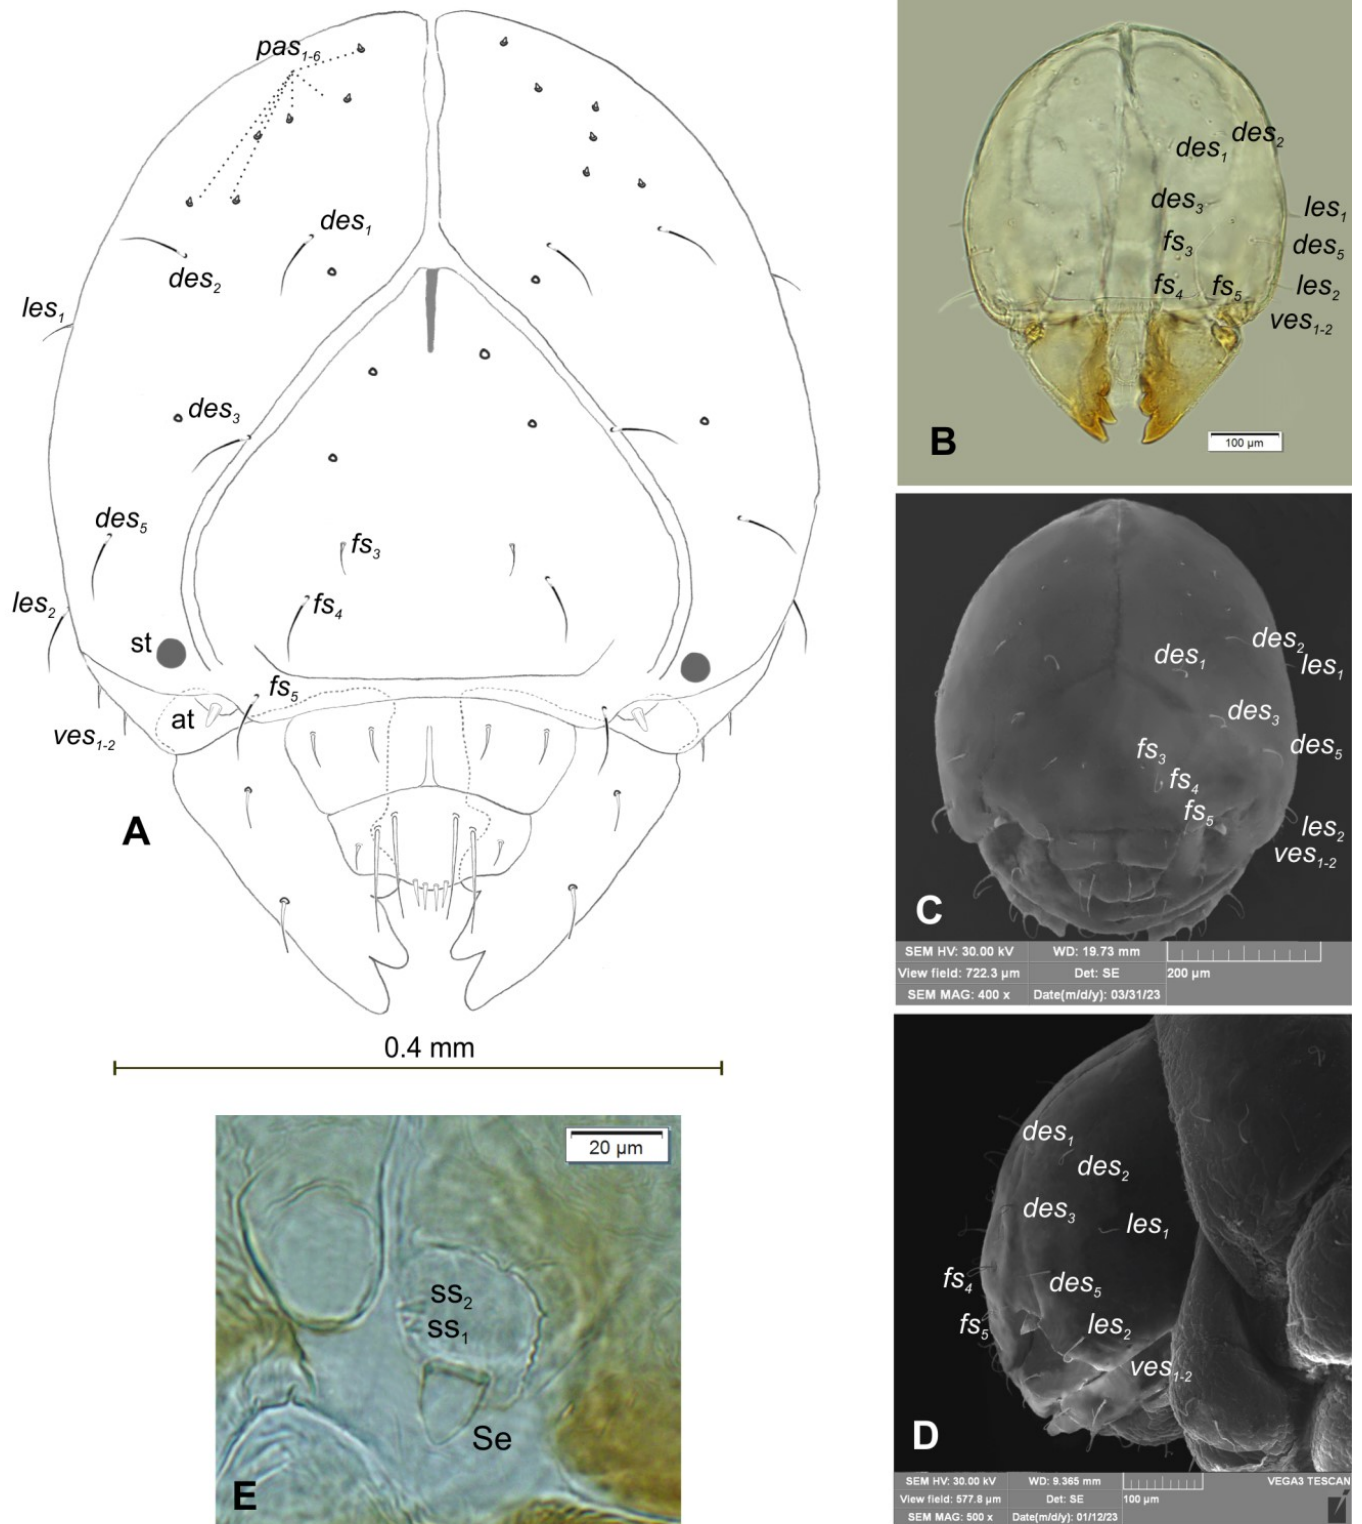 pas₁₋₆
des₁
des₂
les₁
des₃
des₅
fs₃
les₂
fs₄
st
fs₅
at
ves₁₋₂
A
0.4 mm
des₂
des₁
des₃
les₁
fs₃
des₅
fs₄
fs₅
les₂
ves₁₋₂
B
100 µm
des₂
des₁
les₁
des₃
fs₃
des₅
fs₄
fs₅
les₂
ves₁₋₂
C
SEM HV: 30.00 kV WD: 19.73 mm
View field: 722.3 µm Det: SE 200 µm
SEM MAG: 400 x Date(m/d/y): 03/31/23
des₁
des₂
des₃
les₁
fs₄
des₅
fs₅
les₂
ves₁₋₂
D
SEM HV: 30.00 kV WD: 9.365 mm VEGA3 TESCAN
View field: 577.8 µm Det: SE 100 µm
SEM MAG: 500 x Date(m/d/y): 01/12/23
20 µm
ss₂
ss₁
Se
E